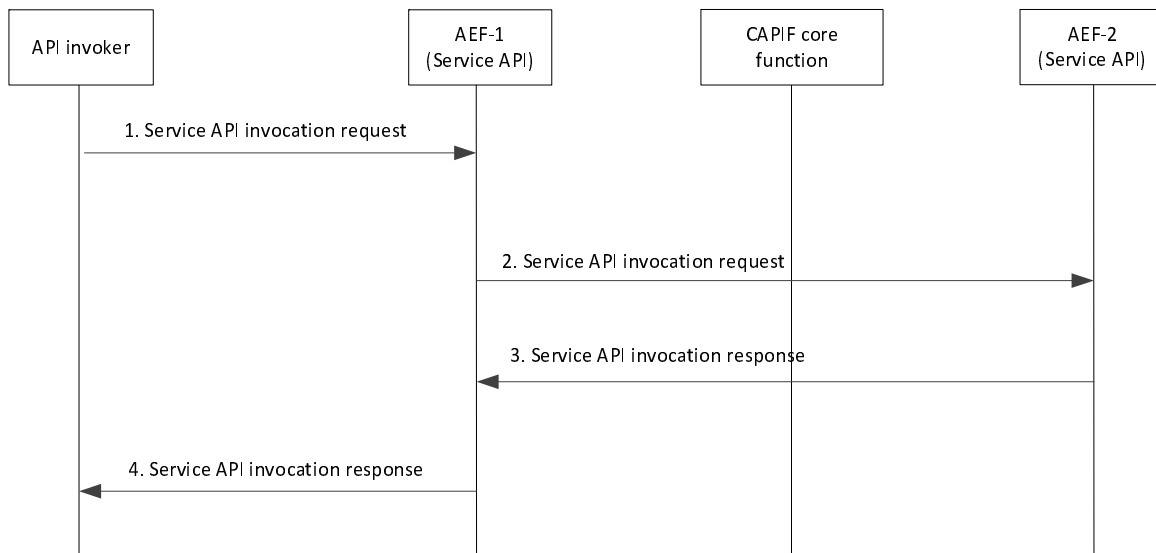 API invoker
AEF-1
(Service API)
CAPIF core
function
AEF-2
(Service API)
1. Service API invocation request
2. Service API invocation request
3. Service API invocation response
4. Service API invocation response